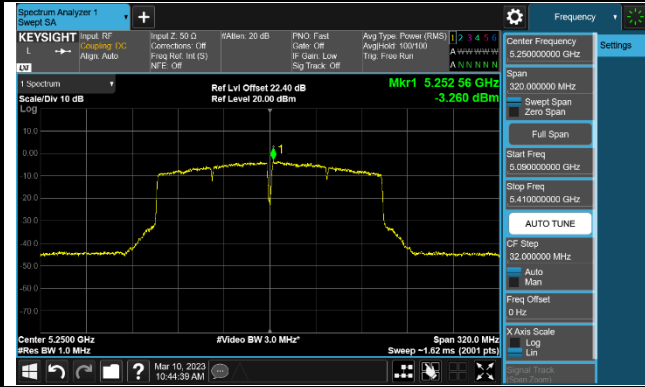 Spectrum Analyzer 1
Swept SA
Frequency
KEYSIGHT
L
LXI
Input: RF
Coupling: DC
Align: Auto
Input Z: 50 Ω
Corrections: Off
Freq Ref: Int (S)
NFE: Off
#Atten: 20 dB
PNO: Fast
Gate: Off
IF Gain: Low
Sig Track: Off
Avg Type: Power (RMS)
Avg|Hold: 100/100
Trig: Free Run
1 2 3 4 5 6
A W W W W W
A N N N N N
Center Frequency
5.250000000 GHz
Settings
Span
320.000000 MHz
Swept Span
Zero Span
Full Span
Start Freq
5.090000000 GHz
Stop Freq
5.410000000 GHz
AUTO TUNE
CF Step
32.000000 MHz
Auto
Man
Freq Offset
0 Hz
X Axis Scale
Log
Lin
Signal Track
(Span Zoom)
1 Spectrum
Scale/Div 10 dB
Log
Ref Lvl Offset 22.40 dB
Ref Level 20.00 dBm
Mkr1 5.252 56 GHz
-3.260 dBm
1
10.0
0.00
-10.0
-20.0
-30.0
-40.0
-50.0
-60.0
-70.0
Center 5.2500 GHz
#Res BW 1.0 MHz
#Video BW 3.0 MHz*
Span 320.0 MHz
Sweep ~1.62 ms (2001 pts)
Mar 10, 2023
10:44:39 AM